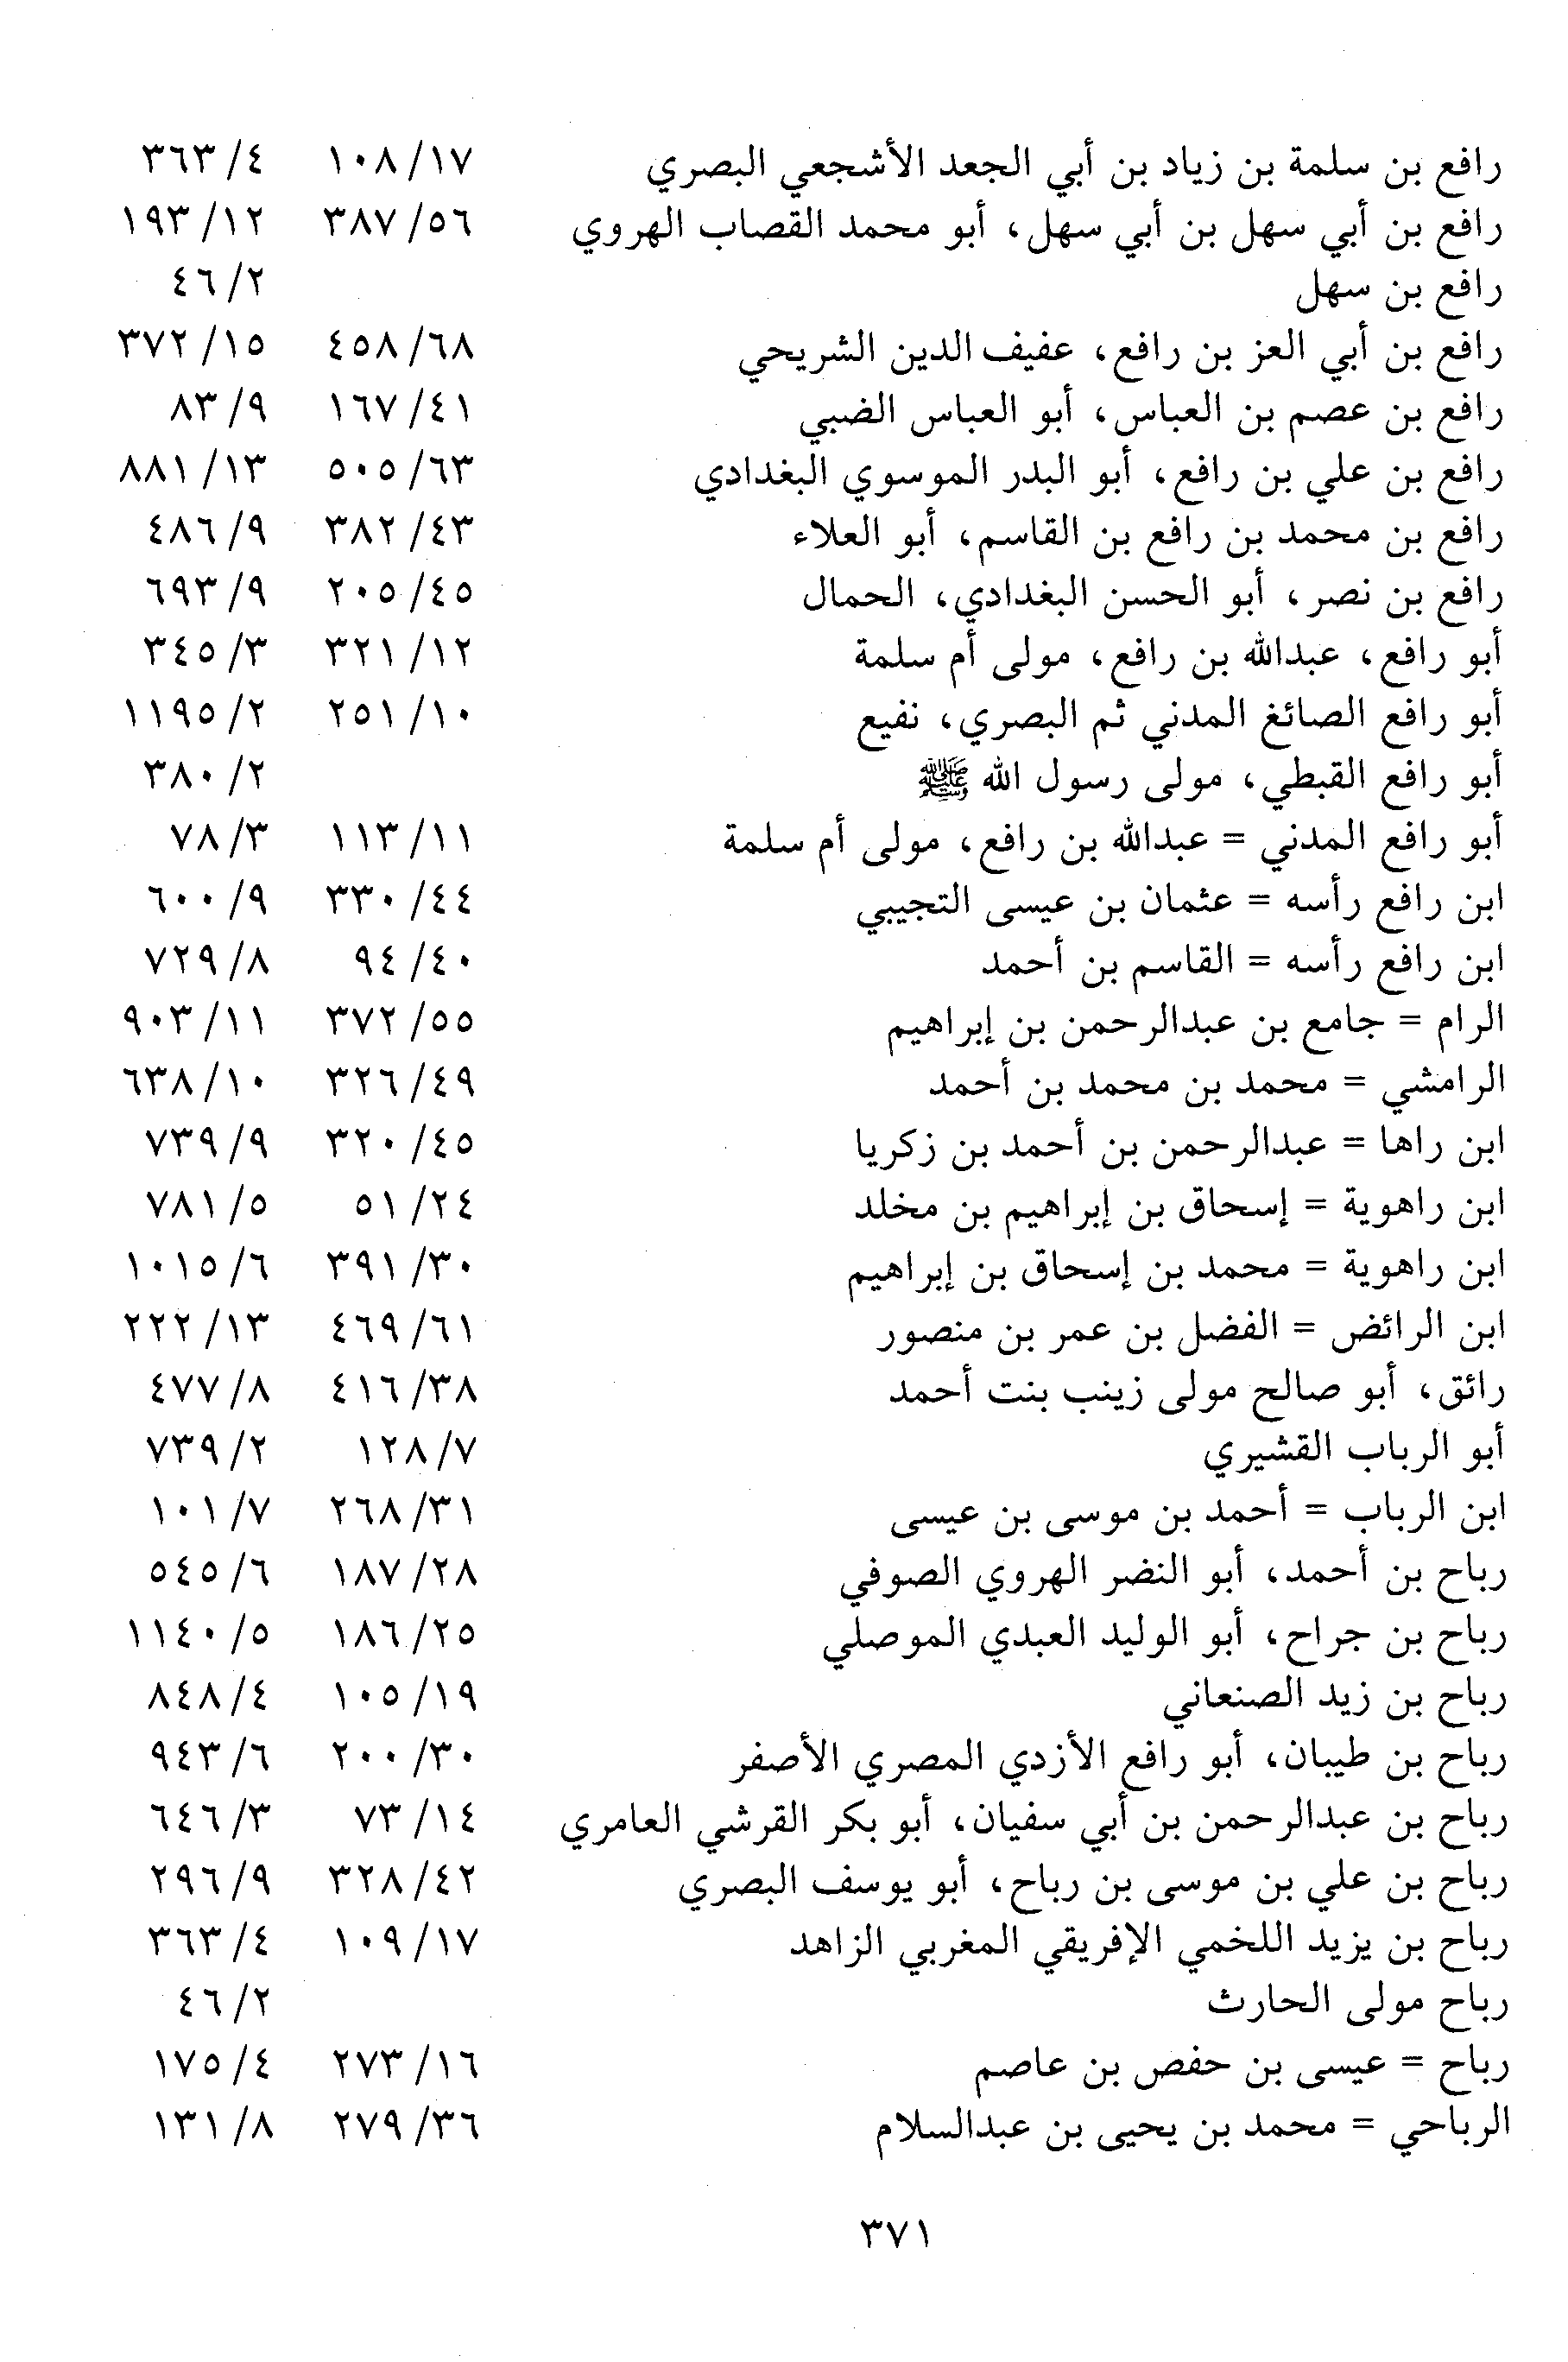 رافع بن سلمة بن زياد بن أبي الجعد الأشجعي البصري ١٧/ ١٠٨ ٤/ ٣٦٣
رافع بن أبي سهل بن أبي سهل، أبو محمد القصاب الهروي ٥٦/ ٣٨٧ ١٢/ ١٩٣
رافع بن سهل ٢/ ٤٦
رافع بن أبي العز بن رافع، عفيف الدين الشريحي ٦٨/ ٤٥٨ ١٥/ ٣٧٢
رافع بن عصم بن العباس، أبو العباس الضبي ٤١/ ١٦٧ ٩/ ٨٣
رافع بن علي بن رافع، أبو البدر الموسوي البغدادي ٦٣/ ٥٠٥ ١٣/ ٨٨١
رافع بن محمد بن رافع بن القاسم، أبو العلاء ٤٣/ ٣٨٢ ٩/ ٤٨٦
رافع بن نصر، أبو الحسن البغدادي، الحمال ٤٥/ ٢٠٥ ٩/ ٦٩٣
أبو رافع، عبدالله بن رافع، مولى أم سلمة ١٢/ ٣٢١ ٣/ ٣٤٥
أبو رافع الصائغ المدني ثم البصري، نفيع ١٠/ ٢٥١ ٢/ ١١٩٥
أبو رافع القبطي، مولى رسول الله ﷺ ٢/ ٣٨٠
أبو رافع المدني = عبدالله بن رافع، مولى أم سلمة ١١/ ١١٣ ٣/ ٧٨
ابن رافع رأسه = عثمان بن عيسى التجيبي ٤٤/ ٣٣٠ ٩/ ٦٠٠
ابن رافع رأسه = القاسم بن أحمد ٤٠/ ٩٤ ٨/ ٧٢٩
الرام = جامع بن عبدالرحمن بن إبراهيم ٥٥/ ٣٧٢ ١١/ ٩٠٣
الرامشي = محمد بن محمد بن أحمد ٤٩/ ٣٢٦ ١٠/ ٦٣٨
ابن راها = عبدالرحمن بن أحمد بن زكريا ٤٥/ ٣٢٠ ٩/ ٧٣٩
ابن راهوية = إسحاق بن إبراهيم بن مخلد ٢٤/ ٥١ ٥/ ٧٨١
ابن راهوية = محمد بن إسحاق بن إبراهيم ٣٠/ ٣٩١ ٦/ ١٠١٥
ابن الرائض = الفضل بن عمر بن منصور ٦١/ ٤٦٩ ١٣/ ٢٢٢
رائق، أبو صالح مولى زينب بنت أحمد ٣٨/ ٤١٦ ٨/ ٤٧٧
أبو الرباب القشيري ٧/ ١٢٨ ٢/ ٧٣٩
ابن الرباب = أحمد بن موسى بن عيسى ٣١/ ٢٦٨ ٧/ ١٠١
رباح بن أحمد، أبو النضر الهروي الصوفي ٢٨/ ١٨٧ ٦/ ٥٤٥
رباح بن جراح، أبو الوليد العبدي الموصلي ٢٥/ ١٨٦ ٥/ ١١٤٠
رباح بن زيد الصنعاني ١٩/ ١٠٥ ٤/ ٨٤٨
رباح بن طيبان، أبو رافع الأزدي المصري الأصفر ٣٠/ ٢٠٠ ٦/ ٩٤٣
رباح بن عبدالرحمن بن أبي سفيان، أبو بكر القرشي العامري ١٤/ ٧٣ ٣/ ٦٤٦
رباح بن علي بن موسى بن رباح، أبو يوسف البصري ٤٢/ ٣٢٨ ٩/ ٢٩٦
رباح بن يزيد اللخمي الإفريقي المغربي الزاهد ١٧/ ١٠٩ ٤/ ٣٦٣
رباح مولى الحارث ٢/ ٤٦
رباح = عيسى بن حفص بن عاصم ١٦/ ٢٧٣ ٤/ ١٧٥
الرباحي = محمد بن يحيى بن عبدالسلام ٣٦/ ٢٧٩ ٨/ ١٣١
٣٧١